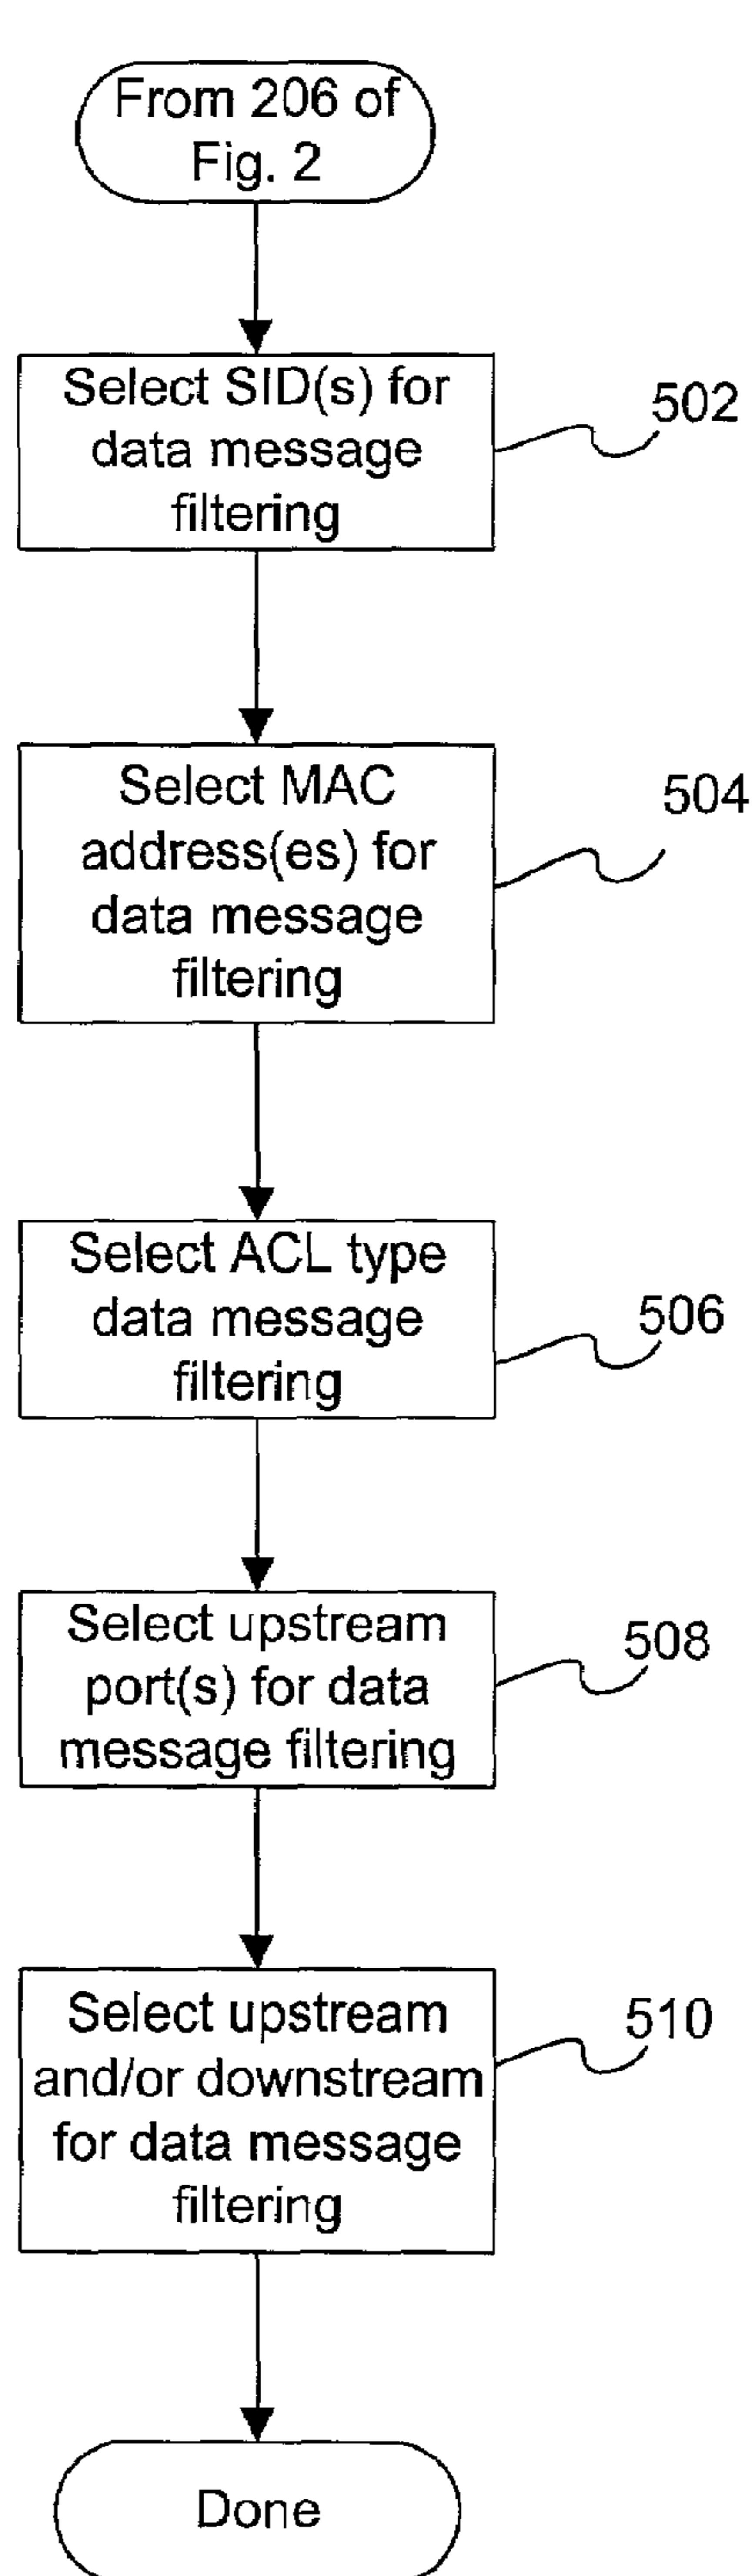 From 206 of
Fig. 2
Select SID(s) for
data message
filtering
502
Select MAC
address(es) for
data message
filtering
504
Select ACL type
data message
filtering
506
Select upstream
port(s) for data
message filtering
508
Select upstream
and/or downstream
for data message
filtering
510
Done